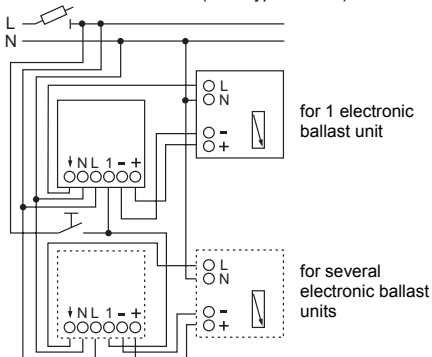 L
N
L
N
-
+
for 1 electronic
ballast unit
↓ N L 1 - +
L
N
-
+
for several
electronic ballast
units
↓ N L 1 - +